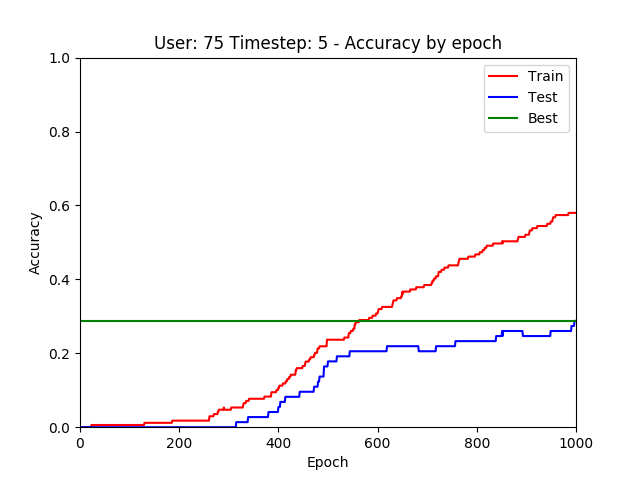 User: 75 Timestep: 5 - Accuracy by epoch
Train
Test
Best
Accuracy
1.0
0.8
0.6
0.4
0.2
0.0
0 200 400 600 800 1000
Epoch